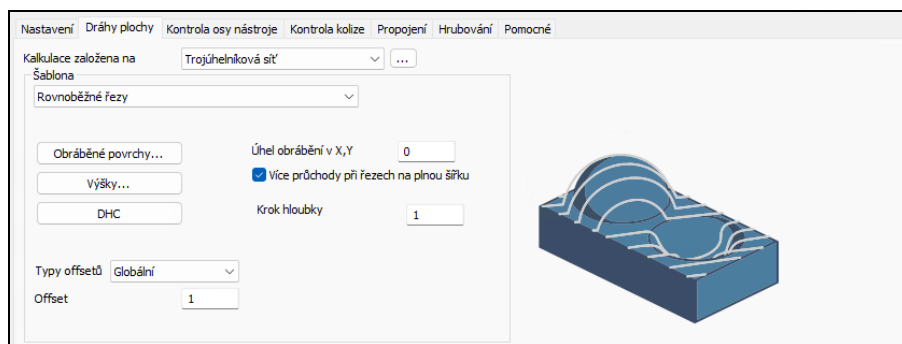 Nastavení Dráhy plochy Kontrola osy nástroje Kontrola kolize Propojení Hrubování Pomocné
Kalkulace založena na Trojúhelníková síť ...
Šablona
Rovnoběžné řezy
Obráběné povrchy... Úhel obrábění v X,Y 0
Výšky... Více průchody při řezech na plnou šířku
DHC Krok hloubky 1
Typy offsetů Globální
Offset 1